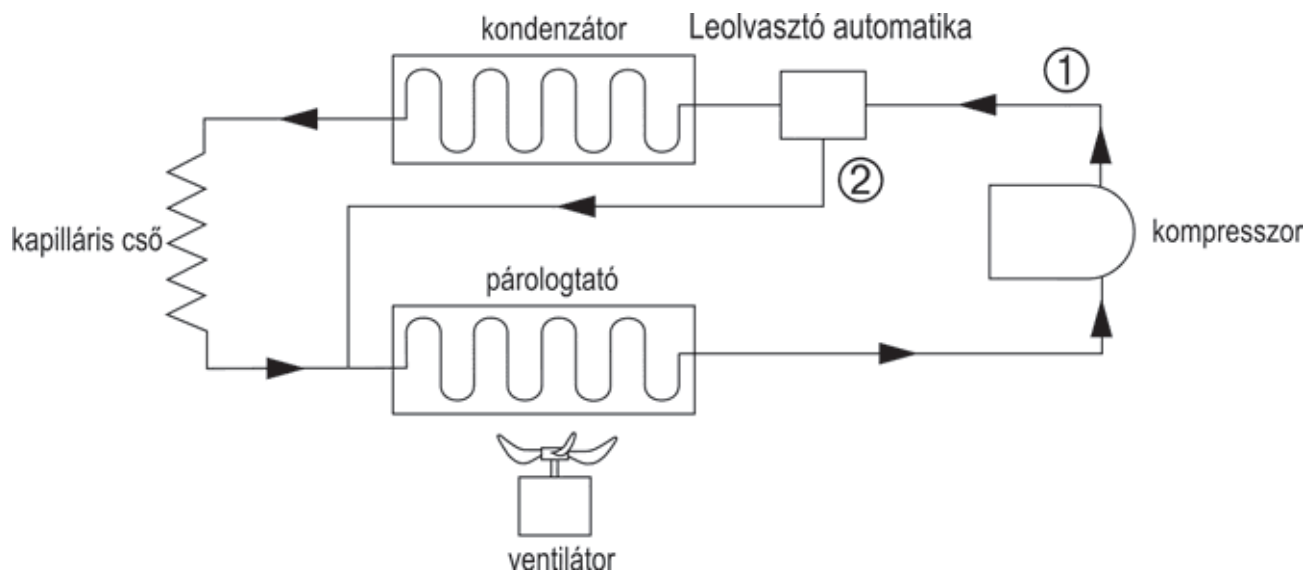 kondenzátor
Leolvasztó automatika
①
②
kapilláris cső
kompresszor
párologtató
ventilátor